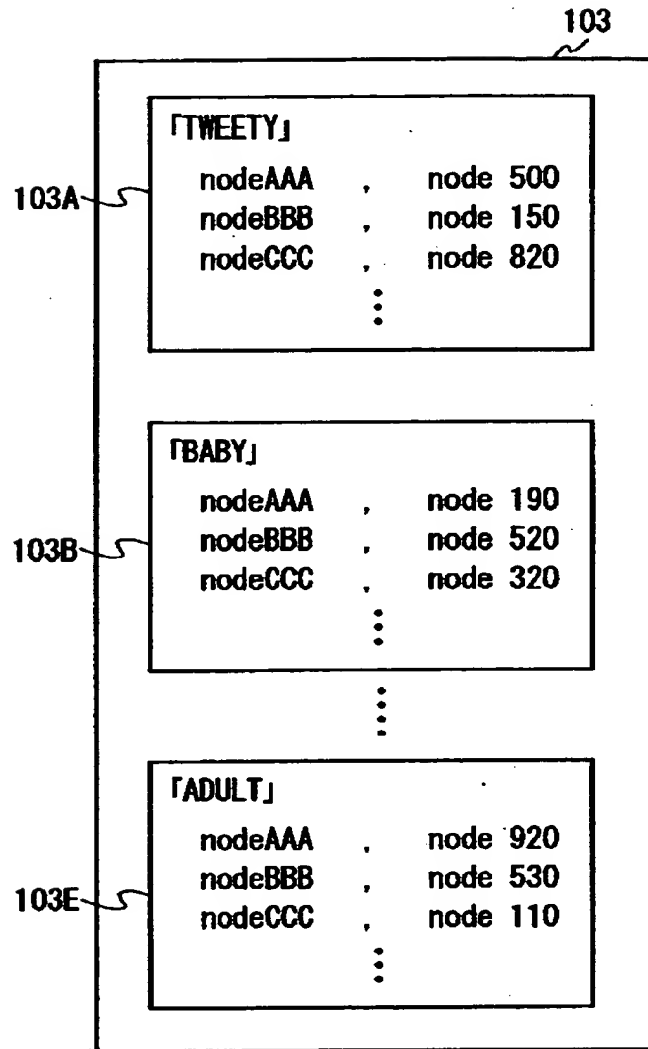 103
103A
「TWEETY」
nodeAAA , node 500
nodeBBB , node 150
nodeCCC , node 820
103B
「BABY」
nodeAAA , node 190
nodeBBB , node 520
nodeCCC , node 320
103E
「ADULT」
nodeAAA , node 920
nodeBBB , node 530
nodeCCC , node 110